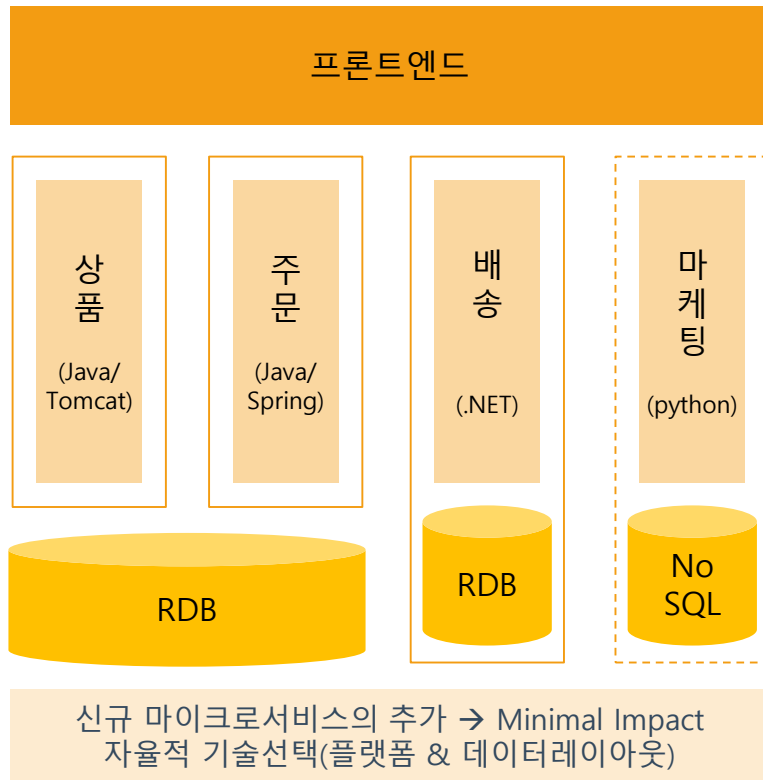 프론트엔드
상품
(Java/
Tomcat)
주문
(Java/
Spring)
배송
(.NET)
마케팅
(python)
RDB
RDB
No
SQL
신규 마이크로서비스의 추가 → Minimal Impact
자율적 기술선택(플랫폼 & 데이터레이아웃)